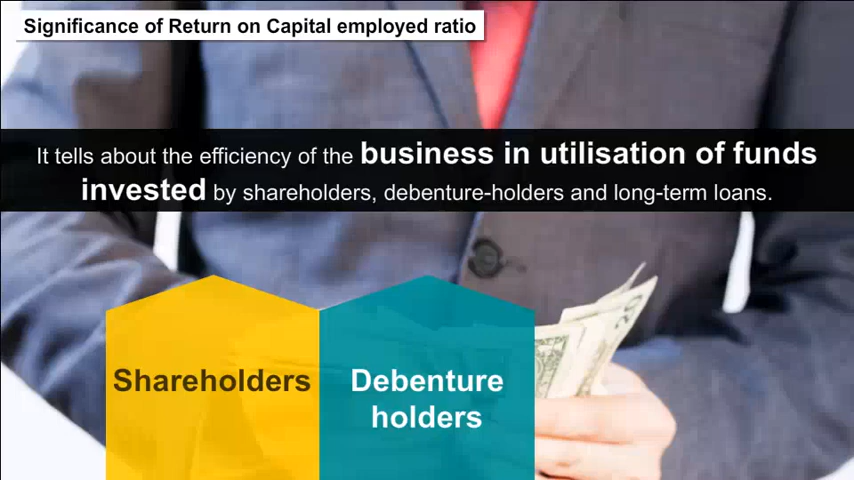 Significance of Return on Capital employed ratio
It tells about the efficiency of the business in utilisation of funds
invested by shareholders, debenture-holders and long-term loans.
Shareholders
Debenture
holders
20